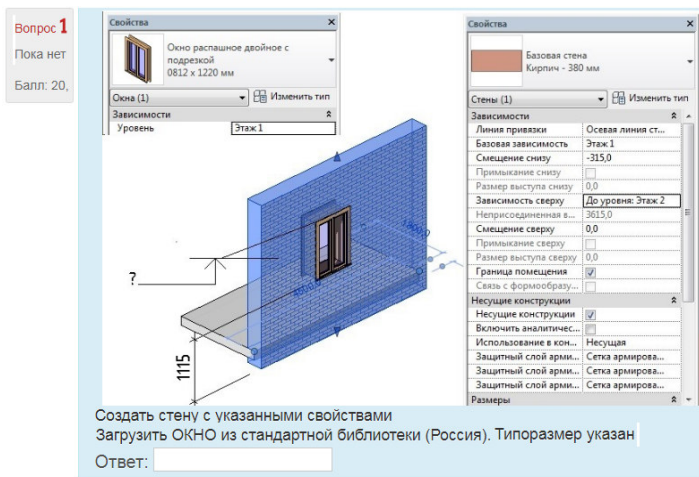 Вопрос 1
Пока нет
Балл: 20,
Свойства
Окно распашное двойное с
подрезкой
0812 x 1220 мм
Окна (1)
Изменить тип
Зависимости
Уровень
Этаж 1
Свойства
Базовая стена
Кирпич - 380 мм
Стены (1)
Изменить тип
Зависимости
Линия привязки
Осевая линия ст...
Базовая зависимость
Этаж 1
Смещение снизу
-315,0
Примыкание снизу
Размер выступа снизу
0,0
Зависимость сверху
До уровня: Этаж 2
Неприсоединенная в...
3615,0
Смещение сверху
0,0
Примыкание сверху
Размер выступа сверху
0,0
Граница помещения
Связь с формообразу...
Несущие конструкции
Несущие конструкции
Включить аналитичес...
Использование в кон...
Несущая
Защитный слой арми...
Сетка армирова...
Защитный слой арми...
Сетка армирова...
Защитный слой арми...
Сетка армирова...
Размеры
1800,0
?
1115
Создать стену с указанными свойствами
Загрузить ОКНО из стандартной библиотеки (Россия). Типоразмер указан
Ответ: